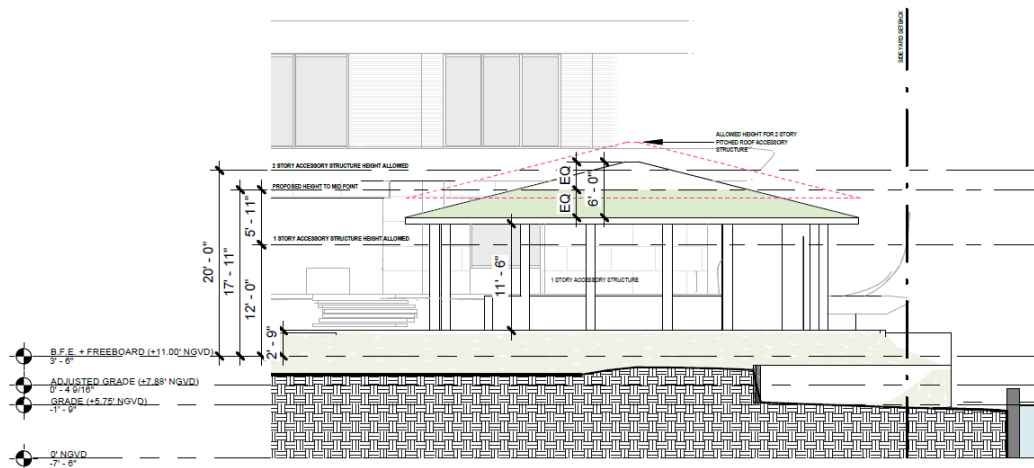 SIDE YARD SETBACK
ALLOWED HEIGHT FOR 2 STORY
PITCHED ROOF ACCESSORY
STRUCTURE
2 STORY ACCESSORY STRUCTURE HEIGHT ALLOWED
PROPOSED HEIGHT TO MID POINT
EQ
EQ
6' - 0"
5' - 11"
1 STORY ACCESSORY STRUCTURE HEIGHT ALLOWED
20' - 0"
17' - 11"
12' - 0"
11' - 6"
1 STORY ACCESSORY STRUCTURE
2' - 9"
B.F.E. + FREEBOARD (+11.00' NGVD)
3' - 6"
ADJUSTED GRADE (+7.88' NGVD)
0' - 4 9/16"
GRADE (+5.75' NGVD)
-1' - 9"
0' NGVD
-7' - 6"